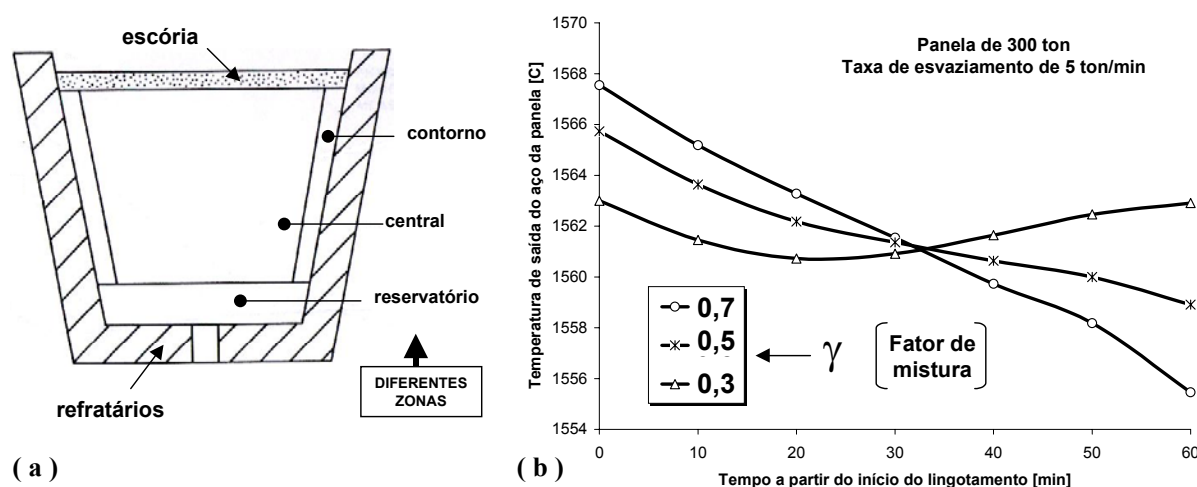 escória
contorno
central
reservatório
refratários
DIFERENTES
ZONAS
( a )
Temperatura de saída do aço da panela [C]
1570
1568
1566
1564
1562
1560
1558
1556
1554
Panela de 300 ton
Taxa de esvaziamento de 5 ton/min
0,7
0,5
0,3
γ
Fator de
mistura
0
10
20
30
40
50
60
Tempo a partir do início do lingotamento [min]
( b )